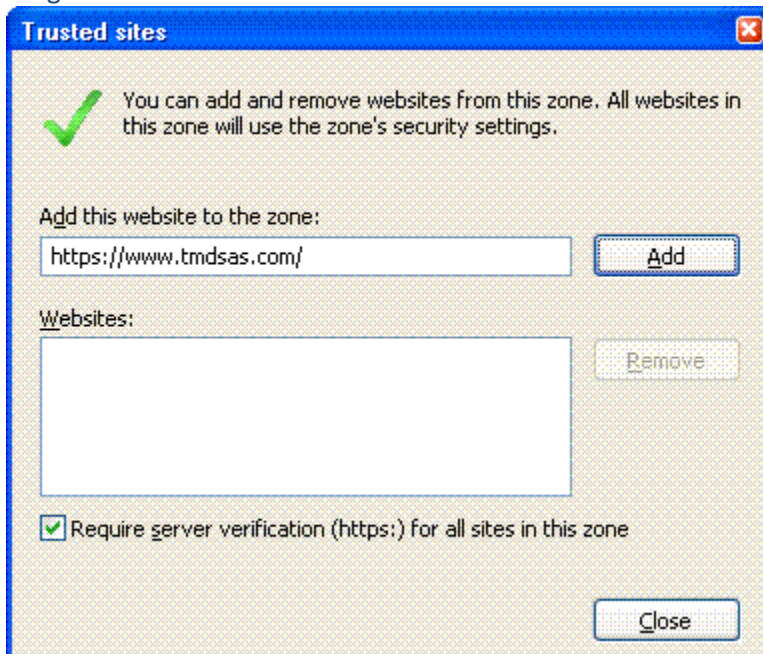 Trusted sites
You can add and remove websites from this zone. All websites in
this zone will use the zone's security settings.
Add this website to the zone:
https://www.tmdsas.com/
Add
Websites:
Remove
Require server verification (https:) for all sites in this zone
Close